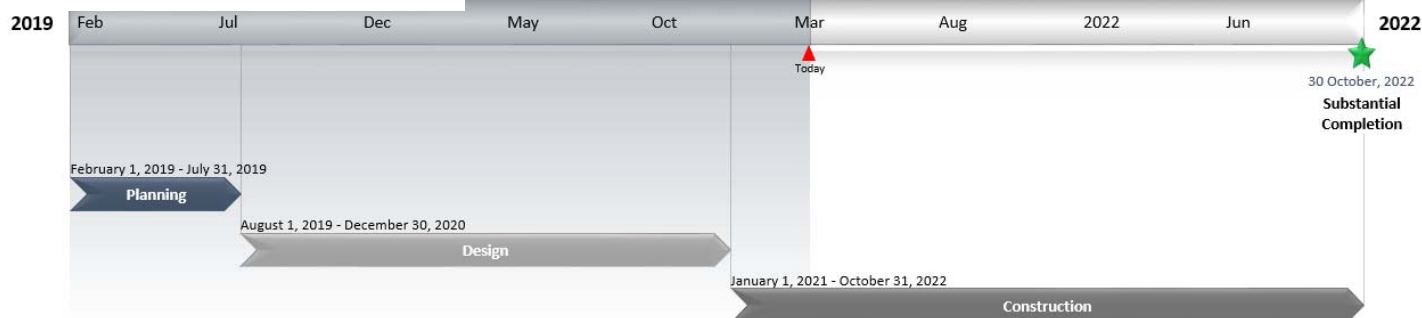 2019 Feb Jul Dec May Oct Mar Aug 2022 Jun 2022
Today
30 October, 2022
Substantial
Completion
February 1, 2019 - July 31, 2019
Planning
August 1, 2019 - December 30, 2020
Design
January 1, 2021 - October 31, 2022
Construction